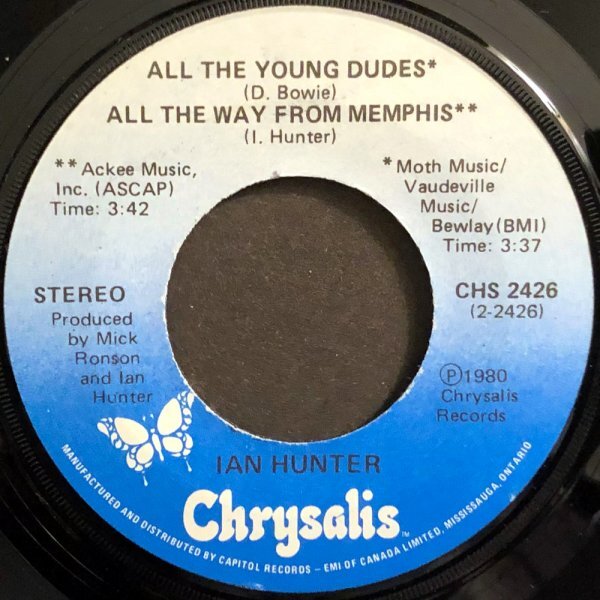 ALL THE YOUNG DUDES*
(D. Bowie)
ALL THE WAY FROM MEMPHIS**
(I. Hunter)
**Ackee Music,
Inc. (ASCAP)
Time: 3:42
*Moth Music/
Vaudeville
Music/
Bewlay(BMI)
Time: 3:37
STEREO
Produced
by Mick
Ronson
and Ian
Hunter
CHS 2426
(2-2426)
Ⓟ1980
Chrysalis
Records
IAN HUNTER
Chrysalis™
MANUFACTURED AND DISTRIBUTED BY CAPITOL RECORDS – EMI OF CANADA LIMITED, MISSISSAUGA, ONTARIO